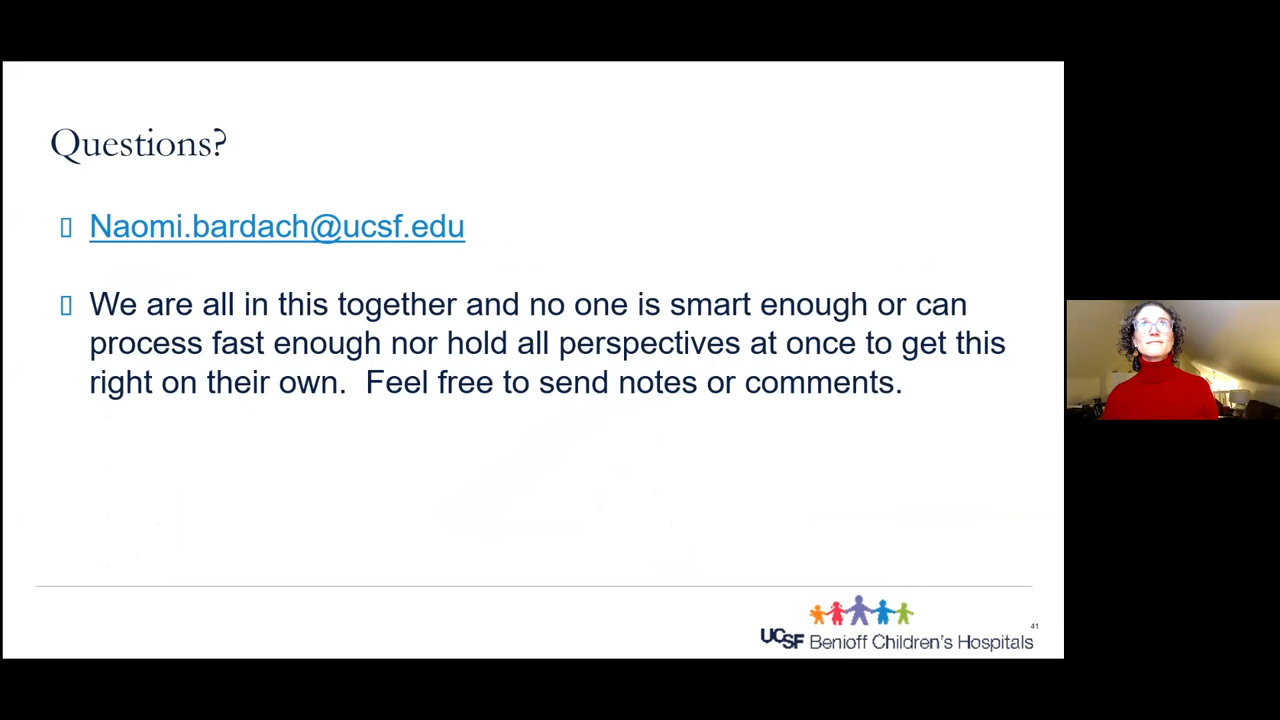 Questions?
Naomi.bardach@ucsf.edu
We are all in this together and no one is smart enough or can
process fast enough nor hold all perspectives at once to get this
right on their own.  Feel free to send notes or comments.
41
UCSF Benioff Children's Hospitals